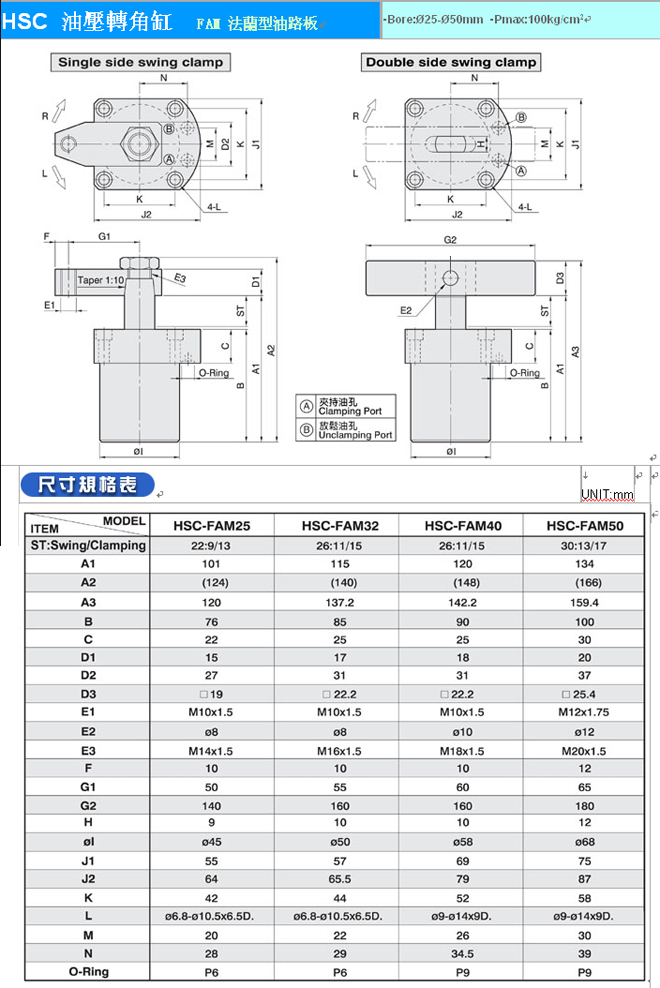 HSC 油壓轉角缸 FAM 法蘭型油路板
-Bore:Ø25-Ø50mm -Pmax:100kg/cm²
Single side swing clamp
Double side swing clamp
N
R
L
B
A
M
D2
K
J1
K
J2
4-L
N
R
L
B
A
H
M
K
J1
K
J2
4-L
F
G1
Taper 1:10
E3
E1
D1
ST
C
O-Ring
B
A1
A2
øI
G2
E2
D3
ST
C
O-Ring
B
A1
A3
øI
A 夾持油孔
Clamping Port
B 放鬆油孔
Unclamping Port
尺寸規格表
UNIT:mm
ITEM MODEL HSC-FAM25 HSC-FAM32 HSC-FAM40 HSC-FAM50
ST:Swing/Clamping 22:9/13 26:11/15 26:11/15 30:13/17
A1 101 115 120 134
A2 (124) (140) (148) (166)
A3 120 137.2 142.2 159.4
B 76 85 90 100
C 22 25 25 30
D1 15 17 18 20
D2 27 31 31 37
D3 □19 □22.2 □22.2 □25.4
E1 M10x1.5 M10x1.5 M10x1.5 M12x1.75
E2 ø8 ø8 ø10 ø12
E3 M14x1.5 M16x1.5 M18x1.5 M20x1.5
F 10 10 10 12
G1 50 55 60 65
G2 140 160 160 180
H 9 10 10 12
øI ø45 ø50 ø58 ø68
J1 55 57 69 75
J2 64 65.5 79 87
K 42 44 52 58
L ø6.8-ø10.5x6.5D. ø6.8-ø10.5x6.5D. ø9-ø14x9D. ø9-ø14x9D.
M 20 22 26 30
N 28 29 34.5 39
O-Ring P6 P6 P9 P9